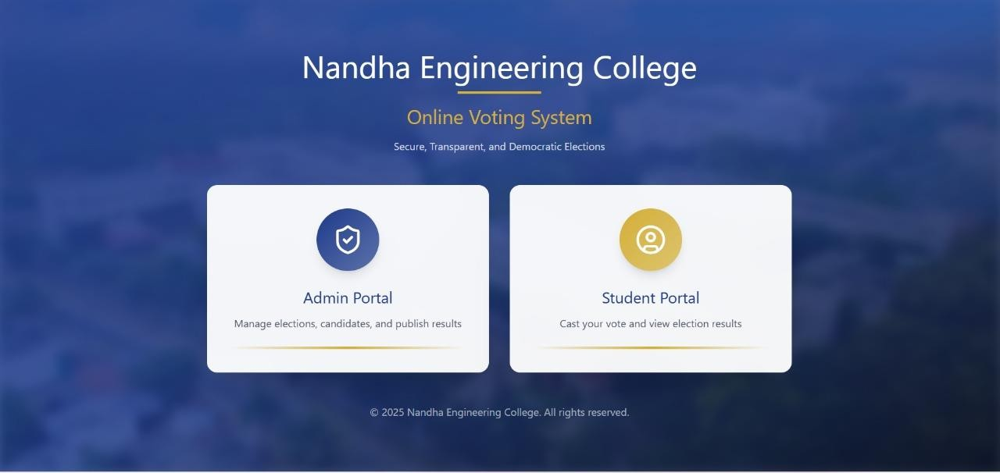 Nandha Engineering College
Online Voting System
Secure, Transparent, and Democratic Elections
Admin Portal
Manage elections, candidates, and publish results
Student Portal
Cast your vote and view election results
© 2025 Nandha Engineering College. All rights reserved.